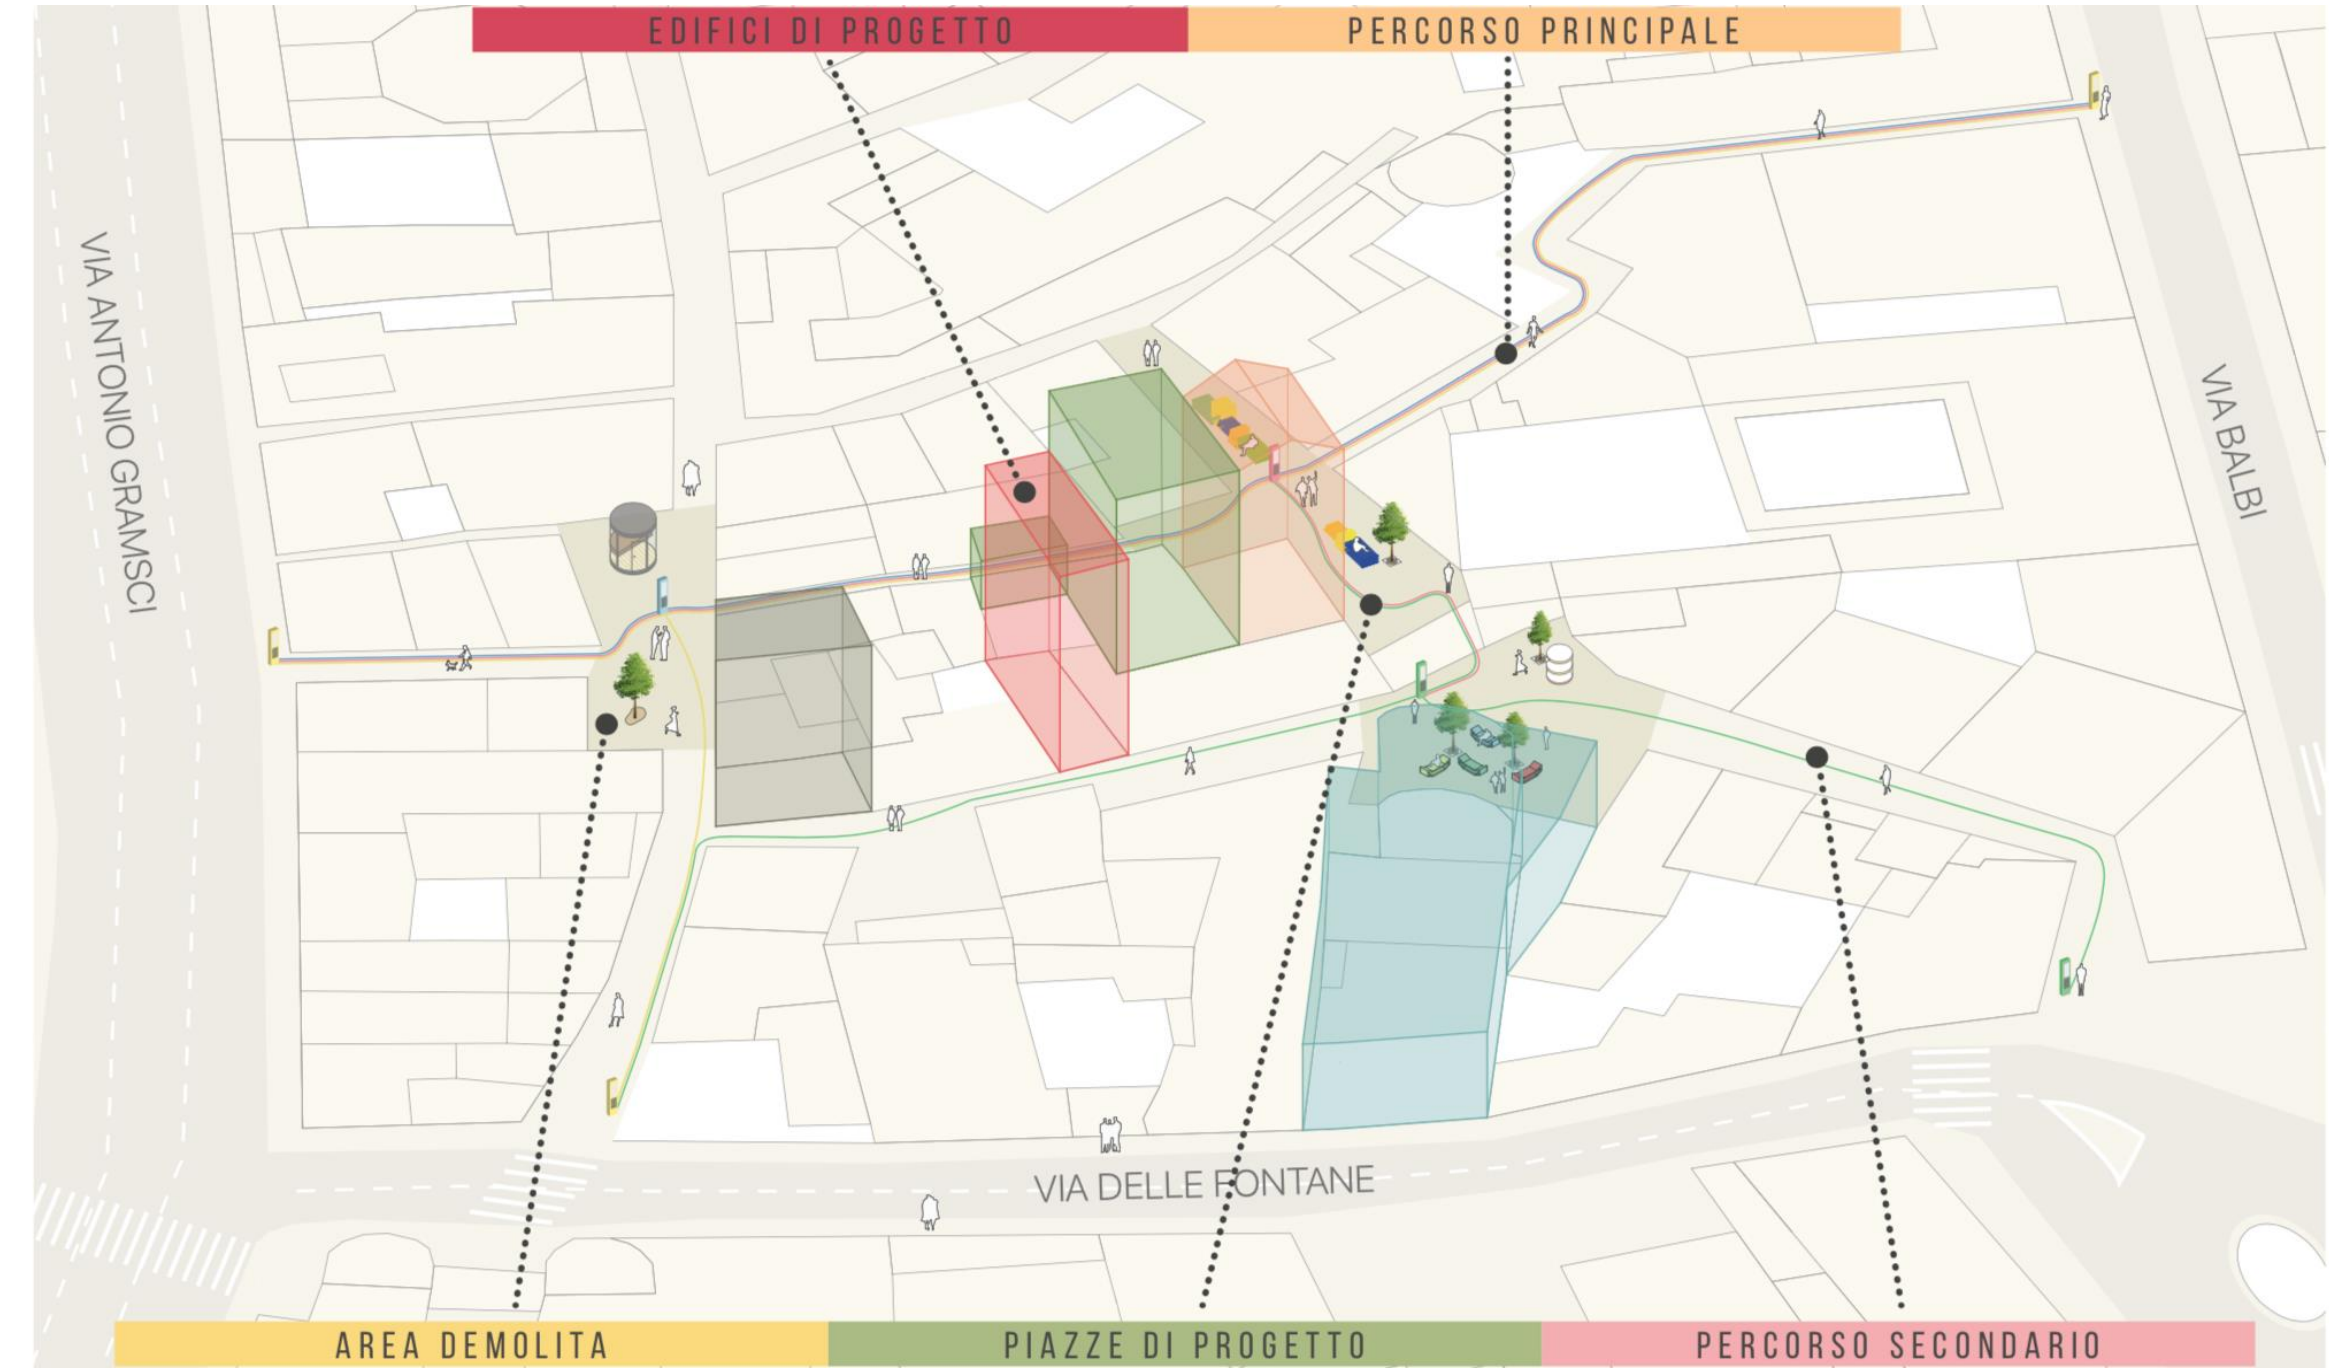 EDIFICI DI PROGETTO
PERCORSO PRINCIPALE
VIA ANTONIO GRAMSCI
VIA BALBI
VIA DELLE FONTANE
AREA DEMOLITA
PIAZZE DI PROGETTO
PERCORSO SECONDARIO